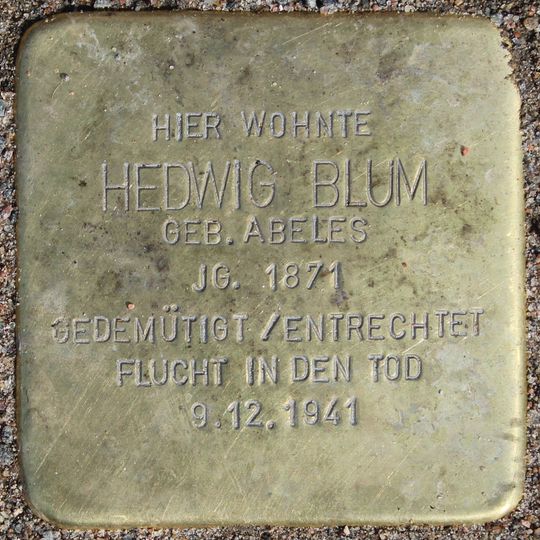 HIER WOHNTE
HEDWIG BLUM
GEB. ABELES
JG. 1871
GEDEMÜTIGT / ENTRECHTET
FLUCHT IN DEN TOD
9.12.1941